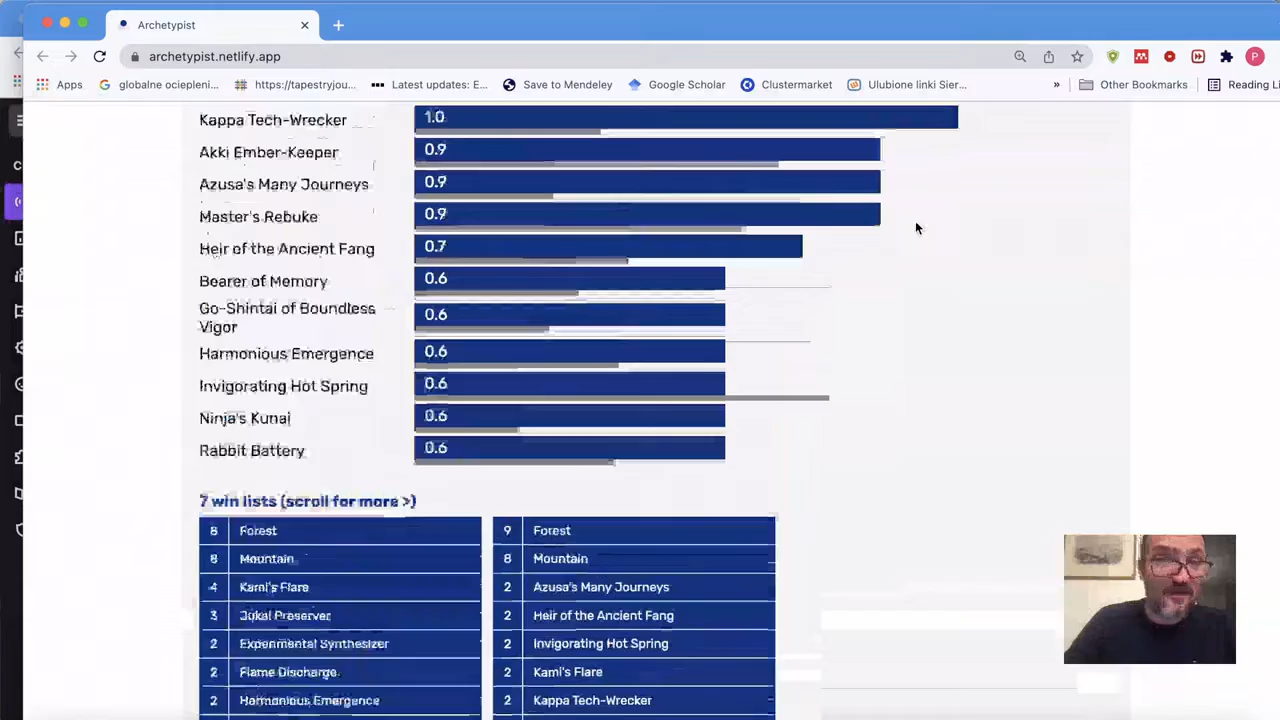 Archetypist
archetypist.netlify.app
Apps
globalne ociepleni...
https://tapestryjou...
Latest updates: E...
Save to Mendeley
Google Scholar
Clustermarket
Ulubione linki Sier...
»
Other Bookmarks
Reading Li
P
Kappa Tech-Wrecker 1.0
Akki Ember-Keeper 0.9
Azusa's Many Journeys 0.9
Master's Rebuke 0.9
Heir of the Ancient Fang 0.7
Bearer of Memory 0.6
Go-Shintai of Boundless 0.6
Vigor
Harmonious Emergence 0.6
Invigorating Hot Spring 0.6
Ninja's Kunai 0.6
Rabbit Battery 0.6
7 win lists (scroll for more >)
8 Forest
8 Mountain
4 Kami's Flare
3 Jukai Preserver
2 Experimental Synthesizer
2 Flame Discharge
2 Harmonious Emergence
9 Forest
8 Mountain
2 Azusa's Many Journeys
2 Heir of the Ancient Fang
2 Invigorating Hot Spring
2 Kami's Flare
2 Kappa Tech-Wrecker